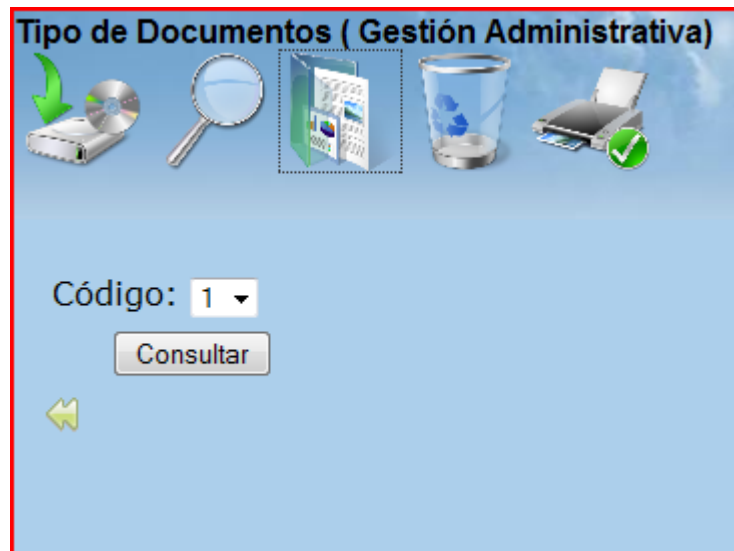 Tipo de Documentos ( Gestión Administrativa)
Código: 1
Consultar